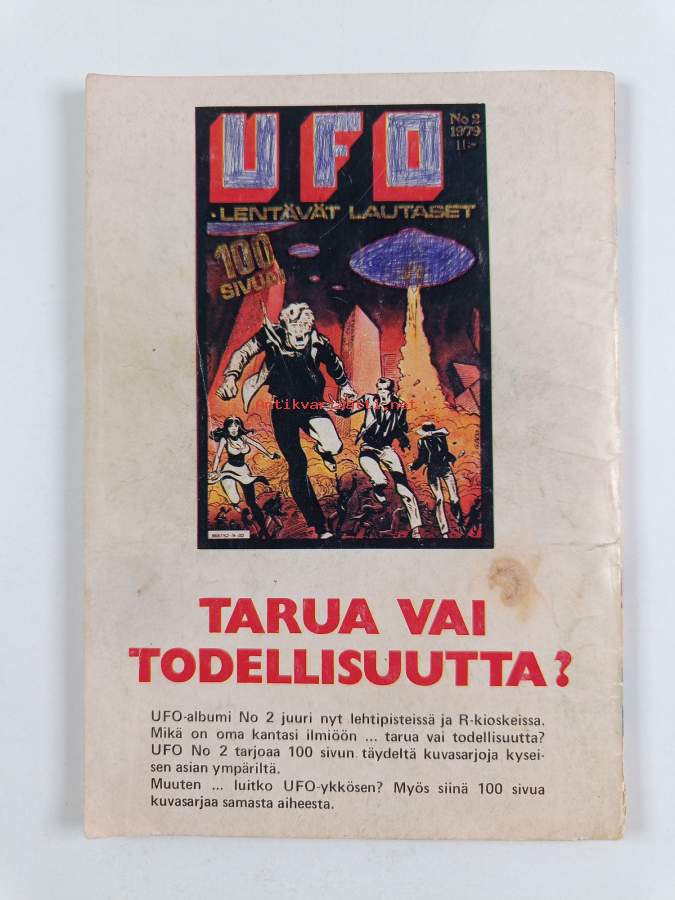 UFO
No 2
1979
11:-
· LENTÄVÄT LAUTASET
100
SIVUA!
Antikvariaatti.net
TARUA VAI
TODELLISUUTTA?
UFO-albumi No 2 juuri nyt lehtipisteissä ja R-kioskeissa.
Mikä on oma kantasi ilmiöön ... tarua vai todellisuutta?
UFO No 2 tarjoaa 100 sivun täydeltä kuvasarjoja kysei-
sen asian ympäriltä.
Muuten ... luitko UFO-ykkösen? Myös siinä 100 sivua
kuvasarjaa samasta aiheesta.